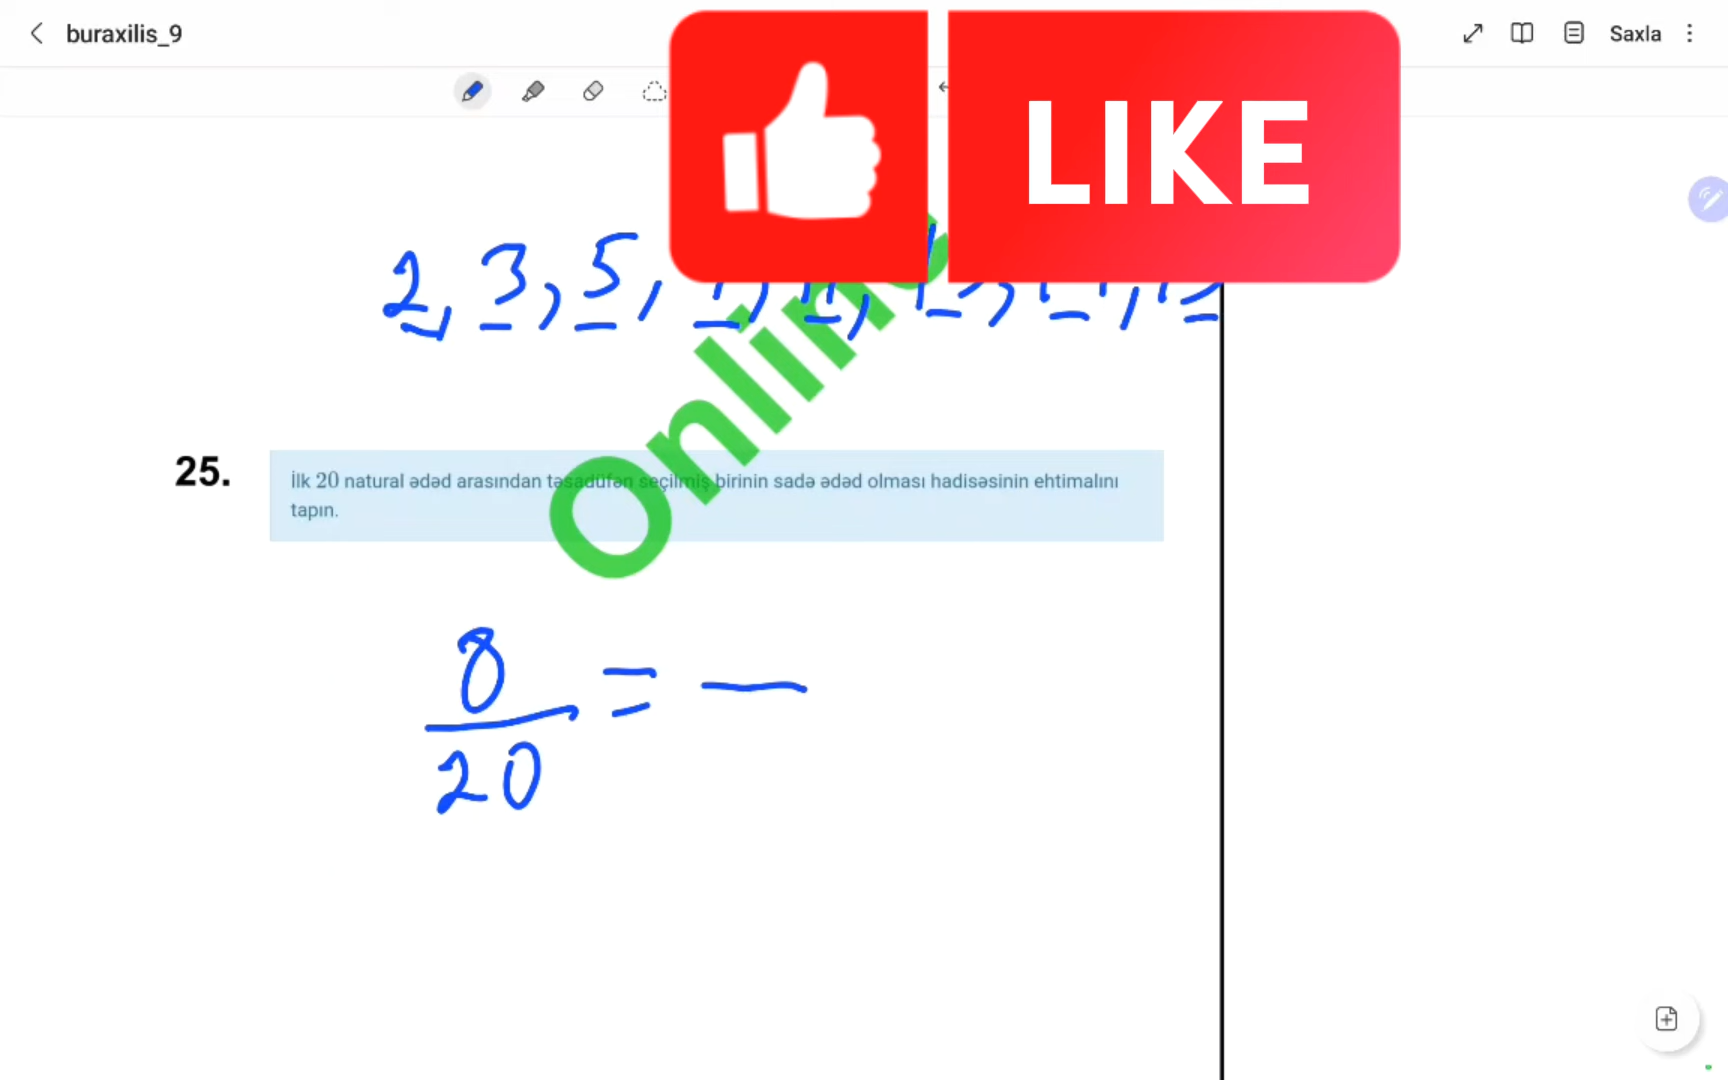 buraxilis_9
Saxla
LIKE
2, 3, 5,
Online
25.
İlk 20 natural ədəd arasından təsadüfən seçilmiş birinin sadə ədəd olması hadisəsinin ehtimalını
tapın.
8
=
20